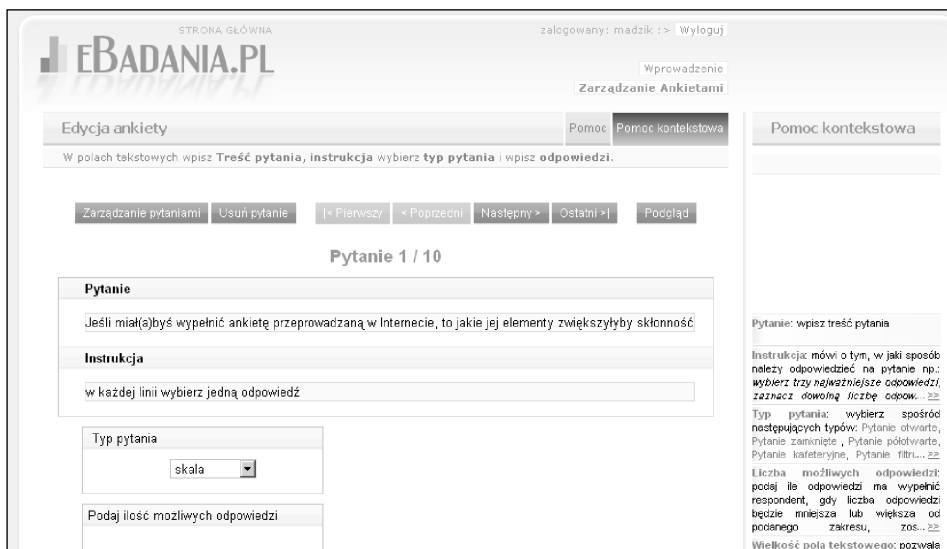 STRONA GŁÓWNA
zalogowany: madzik :> Wyloguj
EBADANIA.PL
Wprowadzenie
Zarządzanie Ankietami
Edycja ankiety
Pomoc
Pomoc kontekstowa
Pomoc kontekstowa
W polach tekstowych wpisz Treść pytania, instrukcja wybierz typ pytania i wpisz odpowiedzi.
Zarządzanie pytaniami
Usuń pytanie
|< Pierwszy
< Poprzedni
Następny >
Ostatni >|
Podgląd
Pytanie 1 / 10
Pytanie
Jeśli miał(a)byś wypełnić ankietę przeprowadzaną w Internecie, to jakie jej elementy zwiększyłyby skłonność
Instrukcja
w każdej linii wybierz jedną odpowiedź
Typ pytania
skala
Podaj ilość możliwych odpowiedzi
Pytanie: wpisz treść pytania
Instrukcja: mówi o tym, w jaki sposób
należy odpowiedzieć na pytanie np.:
wybierz trzy najważniejsze odpowiedzi,
zaznacz dowolną liczbę odpow... >>
Typ pytania: wybierz spośród
następujących typów: Pytanie otwarte,
Pytanie zamknięte , Pytanie półotwarte,
Pytanie kafeteryjne, Pytanie filtru... >>
Liczba możliwych odpowiedzi:
podaj ile odpowiedzi ma wypełnić
respondent, gdy liczba odpowiedzi
będzie mniejsza lub większa od
podanego zakresu, zos... >>
Wielkość pola tekstowego: pozwala